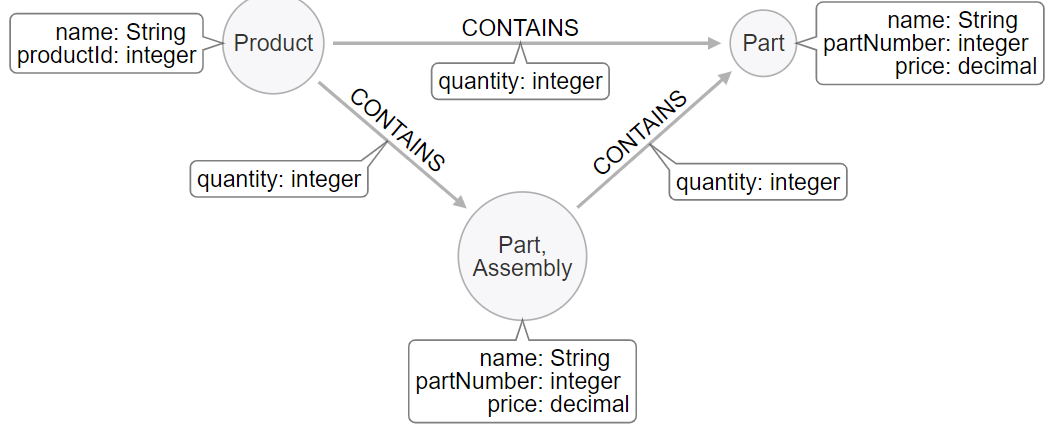 name: String
productId: integer
Product
CONTAINS
quantity: integer
Part
name: String
partNumber: integer
price: decimal
CONTAINS
quantity: integer
CONTAINS
quantity: integer
Part,
Assembly
name: String
partNumber: integer
price: decimal